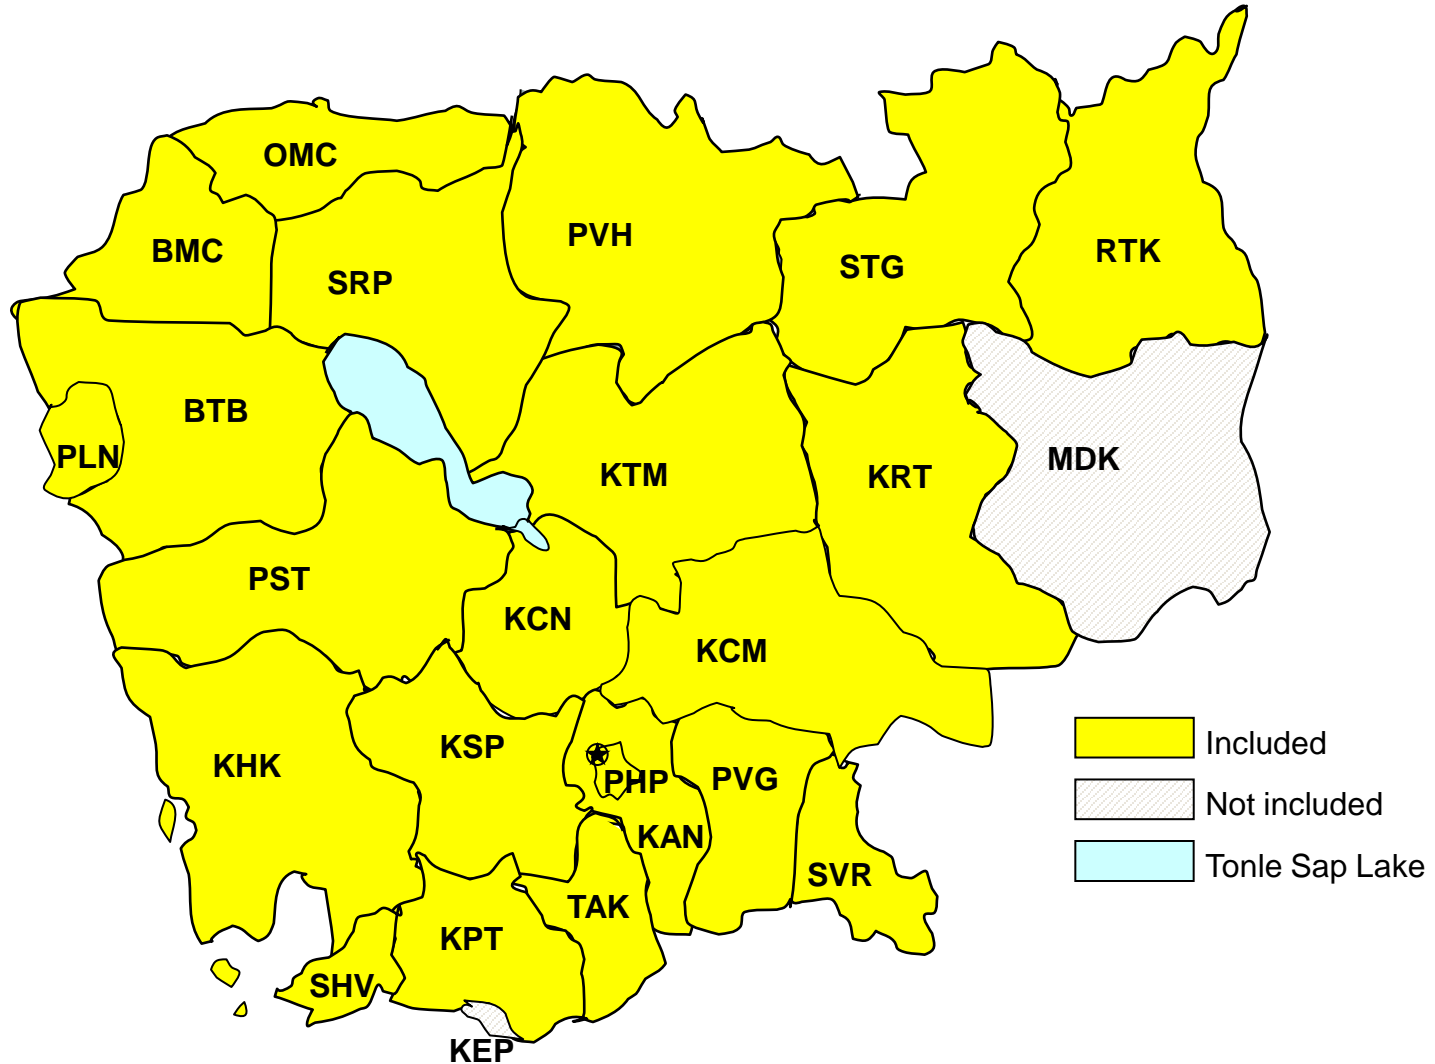 OMC
BMC
SRP
PVH
STG
RTK
BTB
PLN
KTM
KRT
MDK
PST
KCN
KCM
KHK
KSP
PHP
PVG
KAN
SVR
TAK
KPT
SHV
KEP
Included
Not included
Tonle Sap Lake